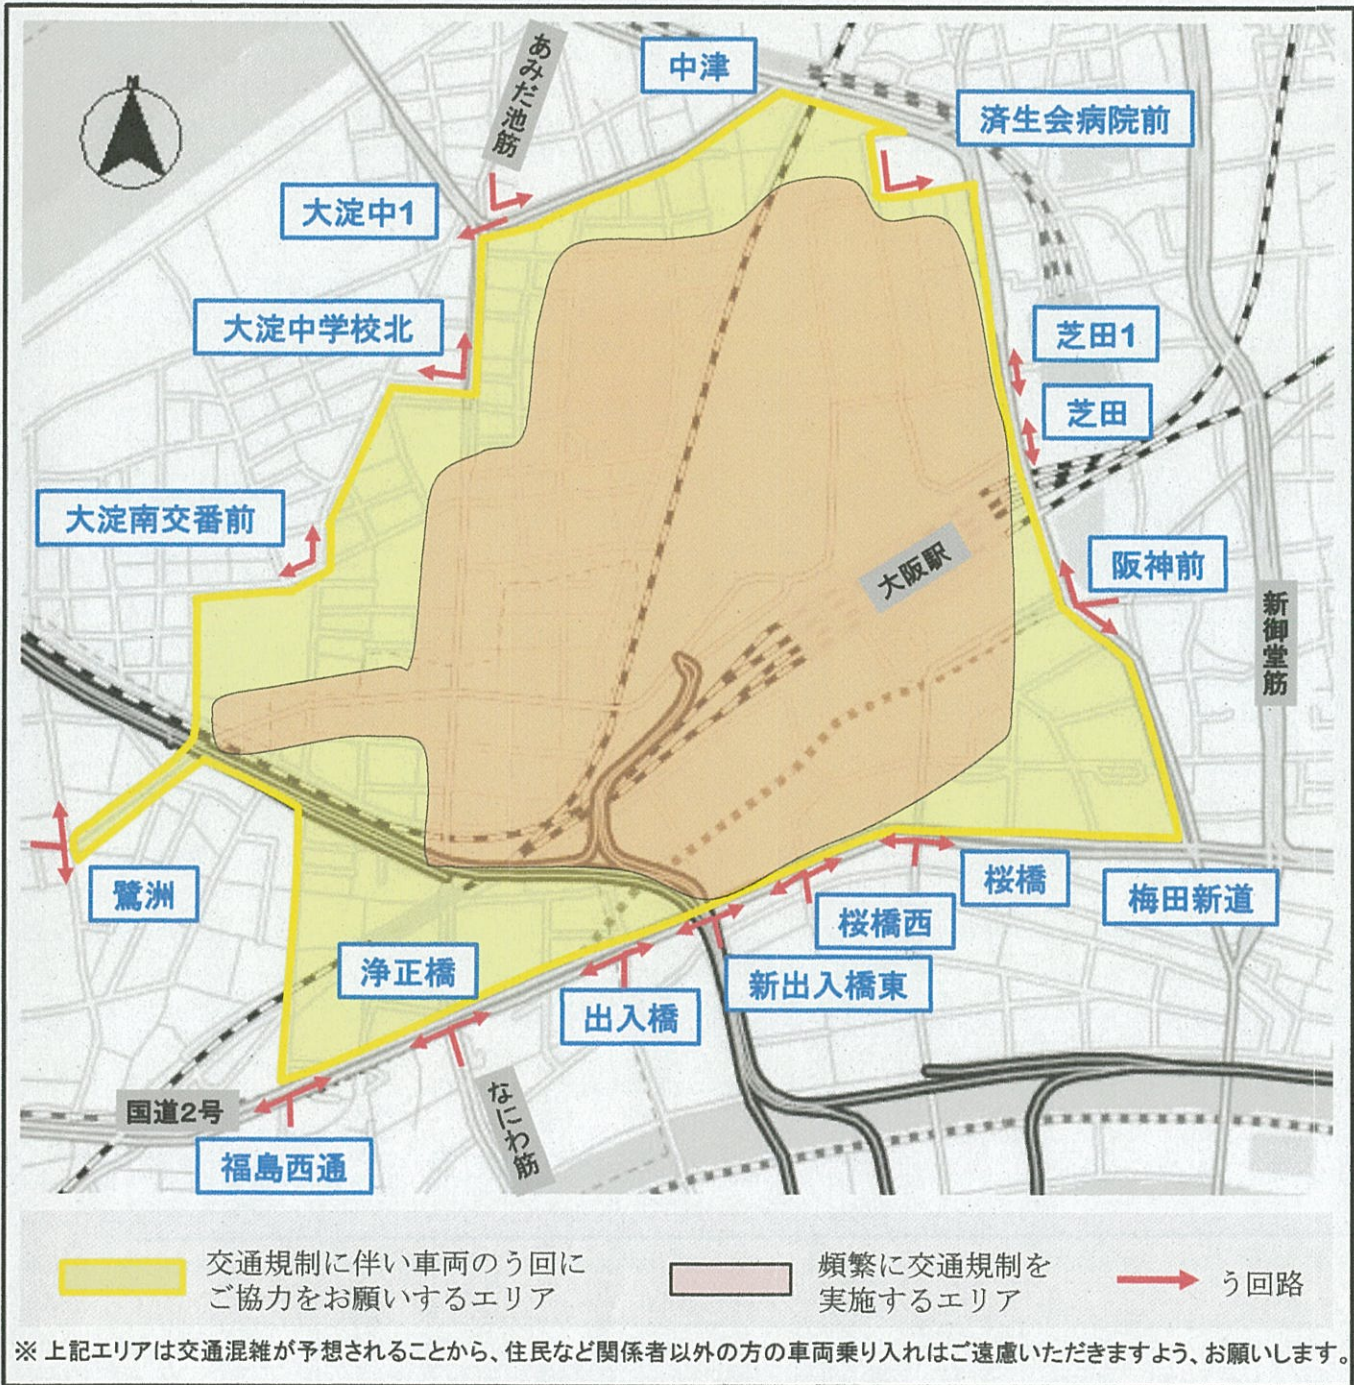 N
あみだ池筋
中津
済生会病院前
大淀中1
大淀中学校北
芝田1
芝田
大淀南交番前
大阪駅
阪神前
新御堂筋
鷺洲
桜橋
梅田新道
桜橋西
浄正橋
新出入橋東
出入橋
国道2号
なにわ筋
福島西通
交通規制に伴い車両のう回に
ご協力をお願いするエリア
頻繁に交通規制を
実施するエリア
う回路
※ 上記エリアは交通混雑が予想されることから、住民など関係者以外の方の車両乗り入れはご遠慮いただきますよう、お願いします。